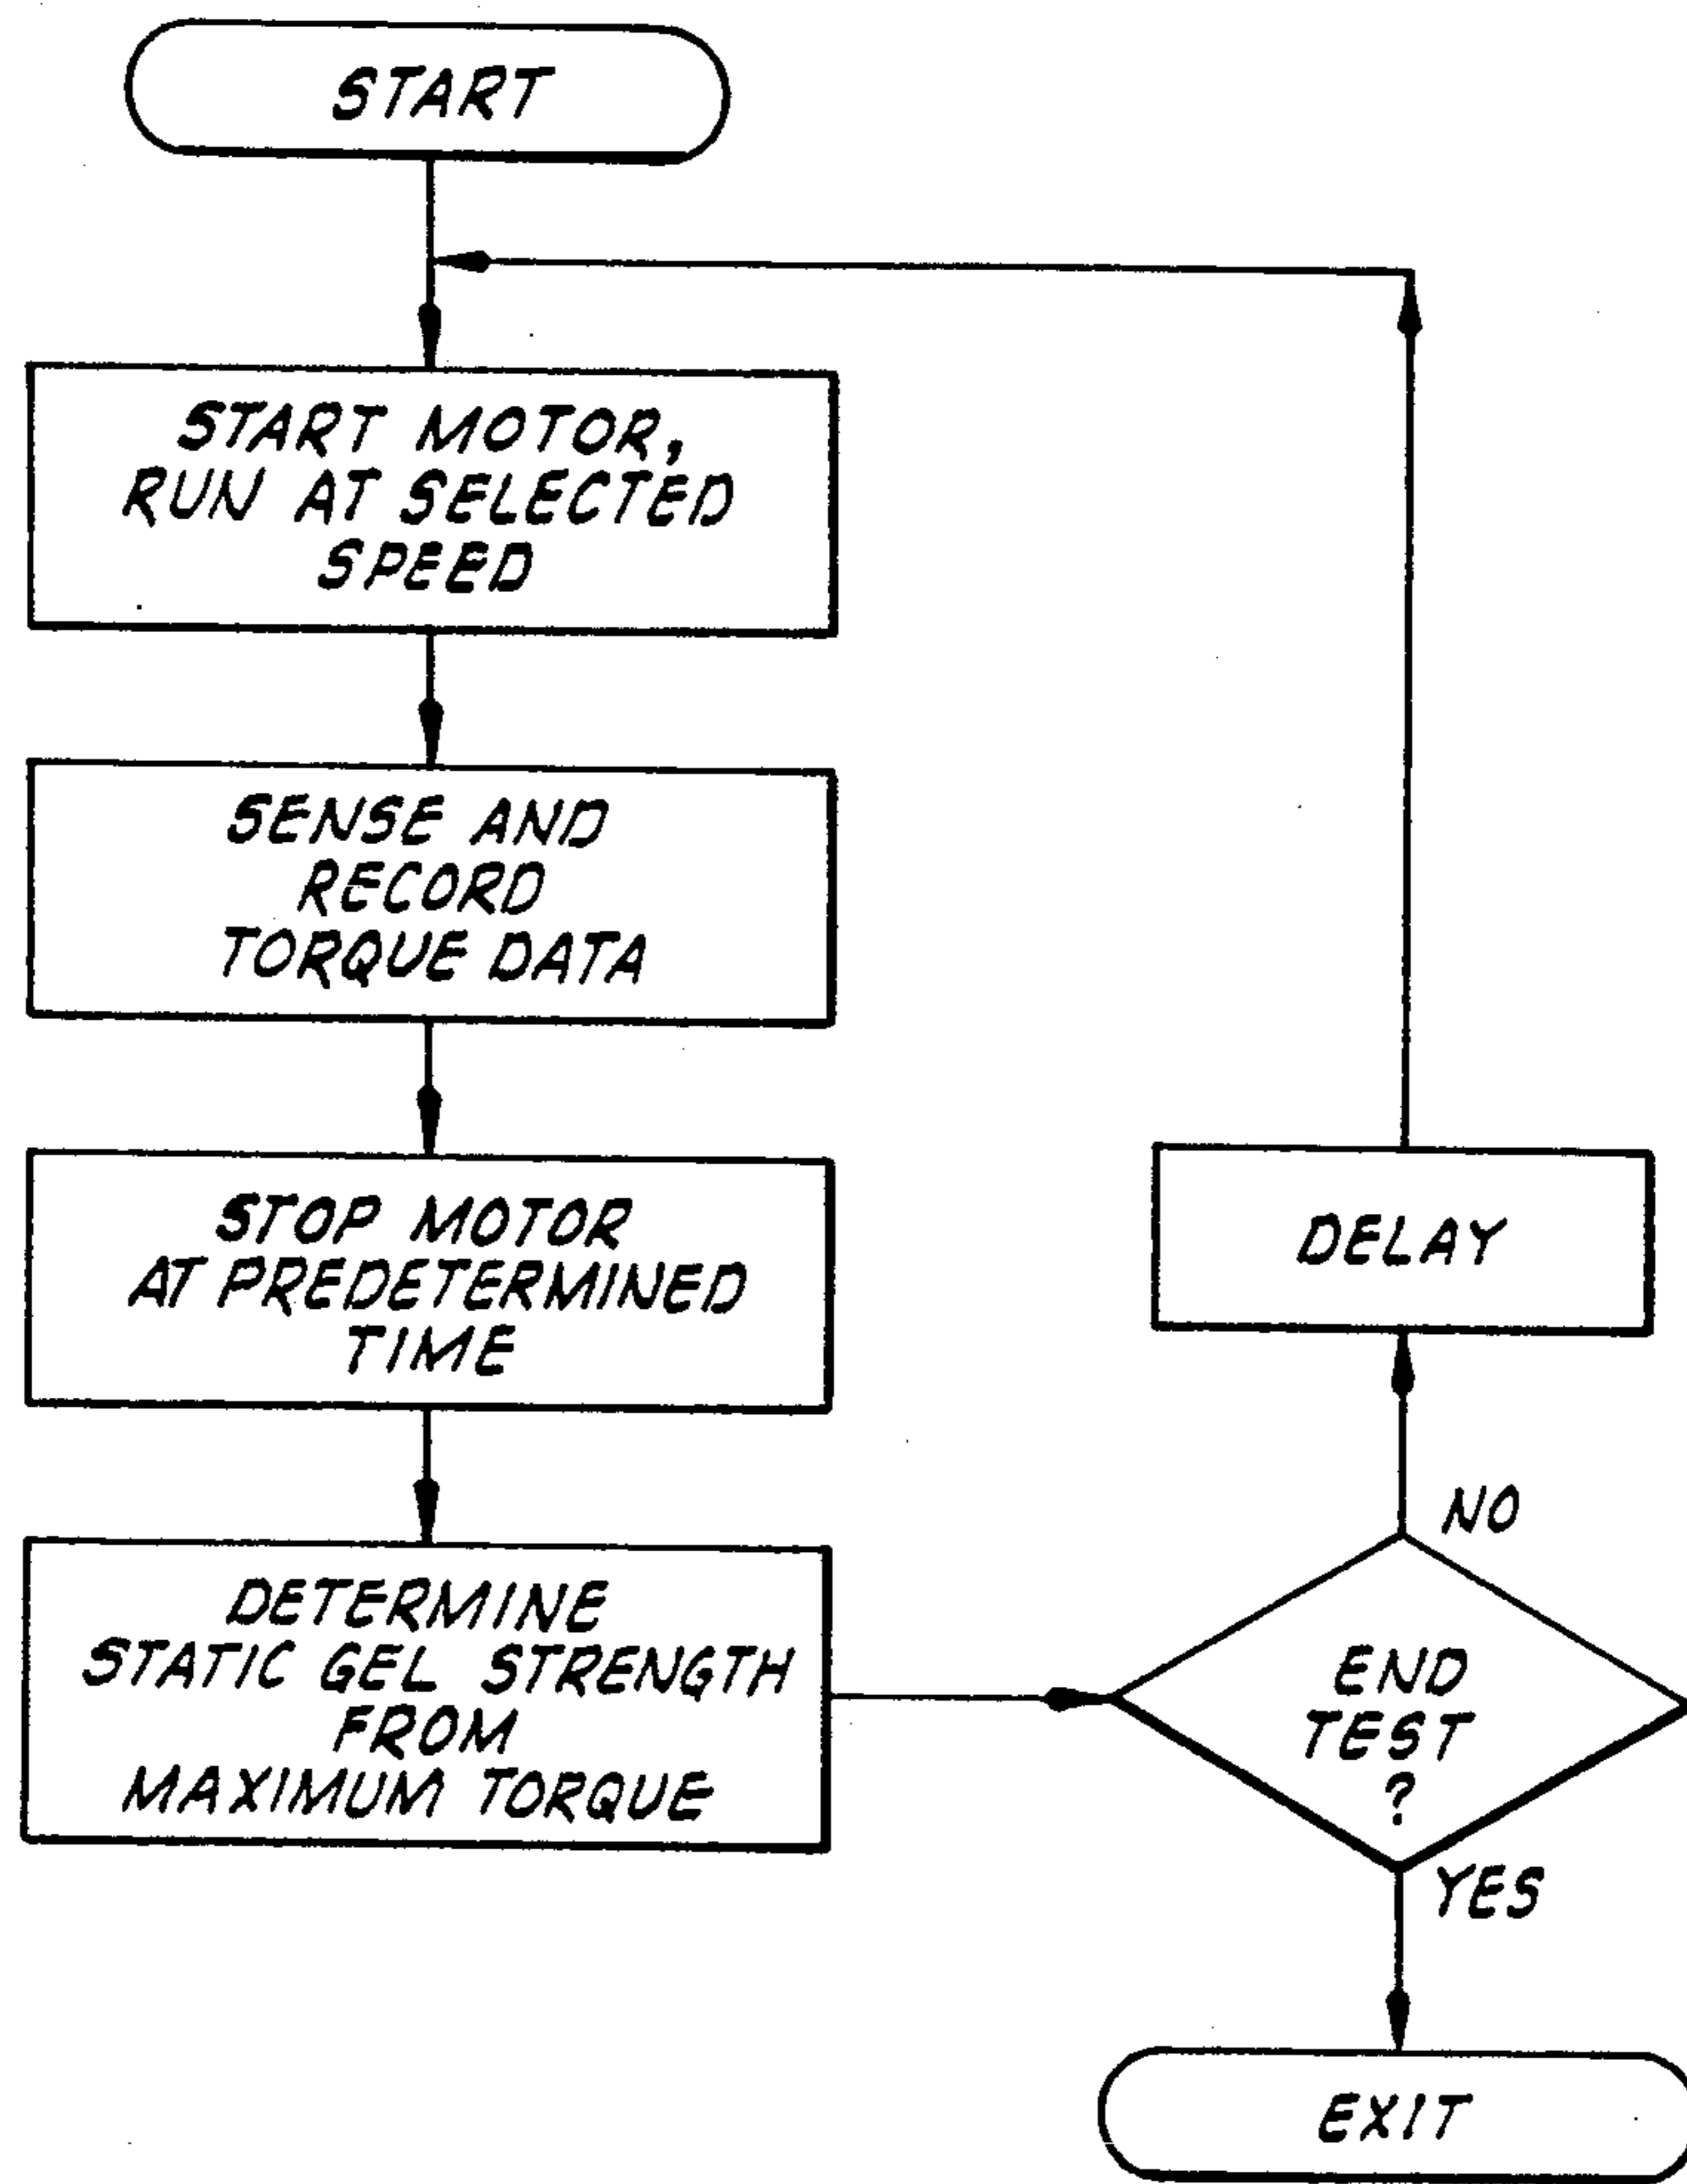 START
START MOTOR,
RUN AT SELECTED
SPEED
SENSE AND
RECORD
TORQUE DATA
STOP MOTOR
AT PREDETERMINED
TIME
DETERMINE
STATIC GEL STRENGTH
FROM
MAXIMUM TORQUE
DELAY
NO
END
TEST
?
YES
EXIT